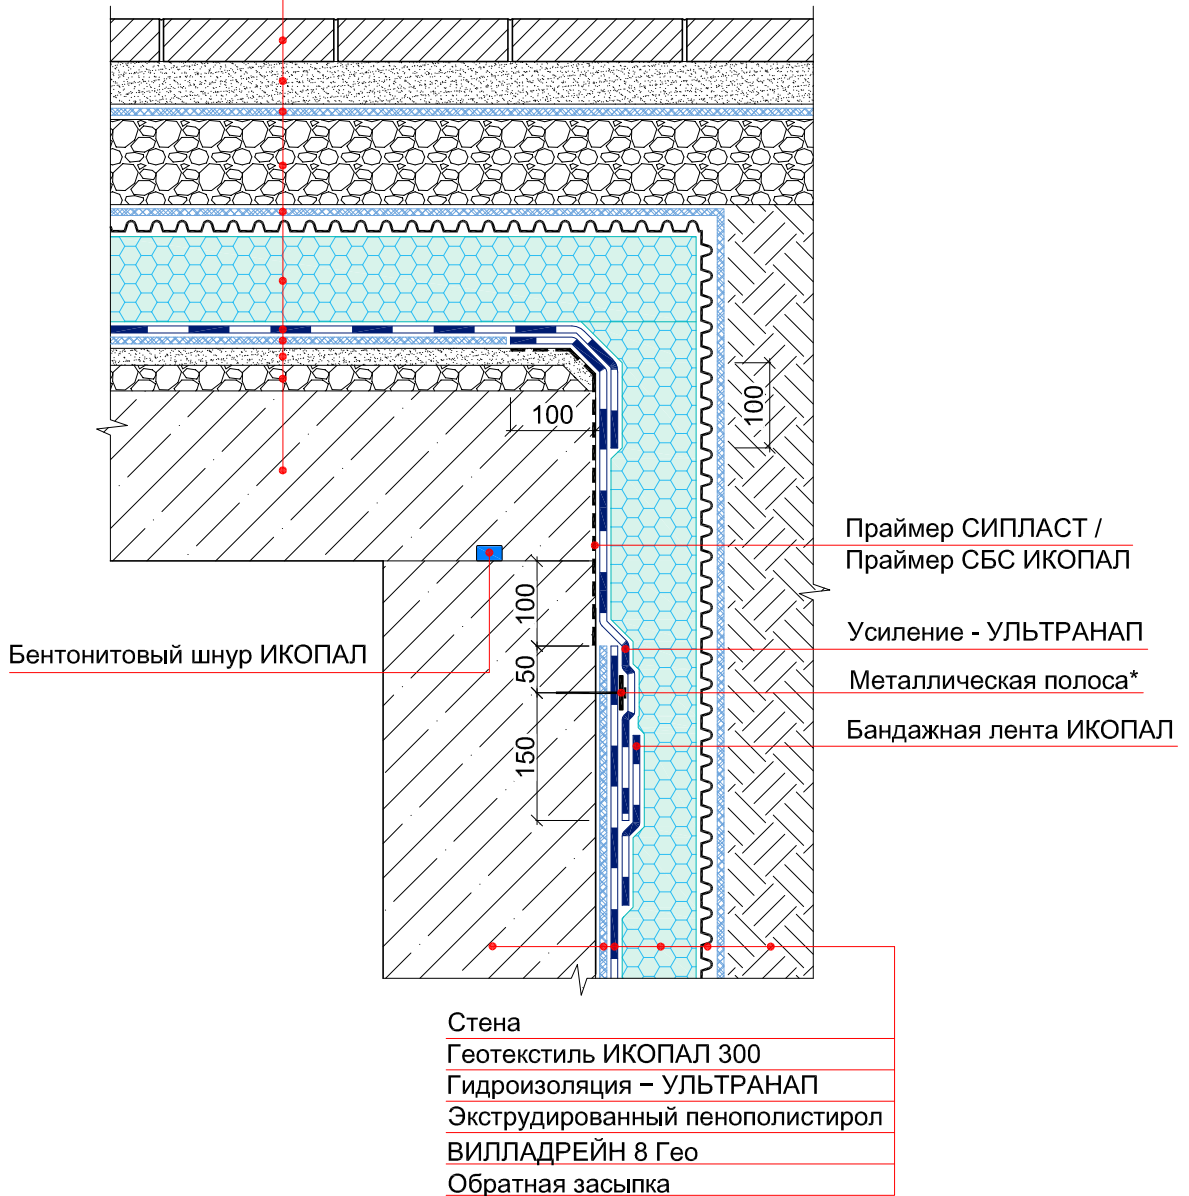 100
100
Праймер СИПЛАСТ /
Праймер СБС ИКОПАЛ
100
Усиление - УЛЬТРАНАП
Бентонитовый шнур ИКОПАЛ
50
Металлическая полоса*
Бандажная лента ИКОПАЛ
150
Стена
Геотекстиль ИКОПАЛ 300
Гидроизоляция – УЛЬТРАНАП
Экструдированный пенополистирол
ВИЛЛАДРЕЙН 8 Гео
Обратная засыпка